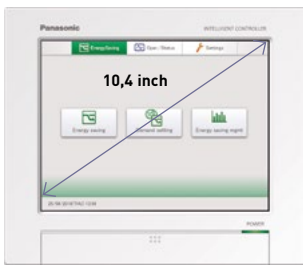 Panasonic
INTELLIGENT CONTROLLER
Energy Saving
Oper. / Status
Settings
10,4 inch
Energy saving
Demand setting
Energy saving mgmt
POWER